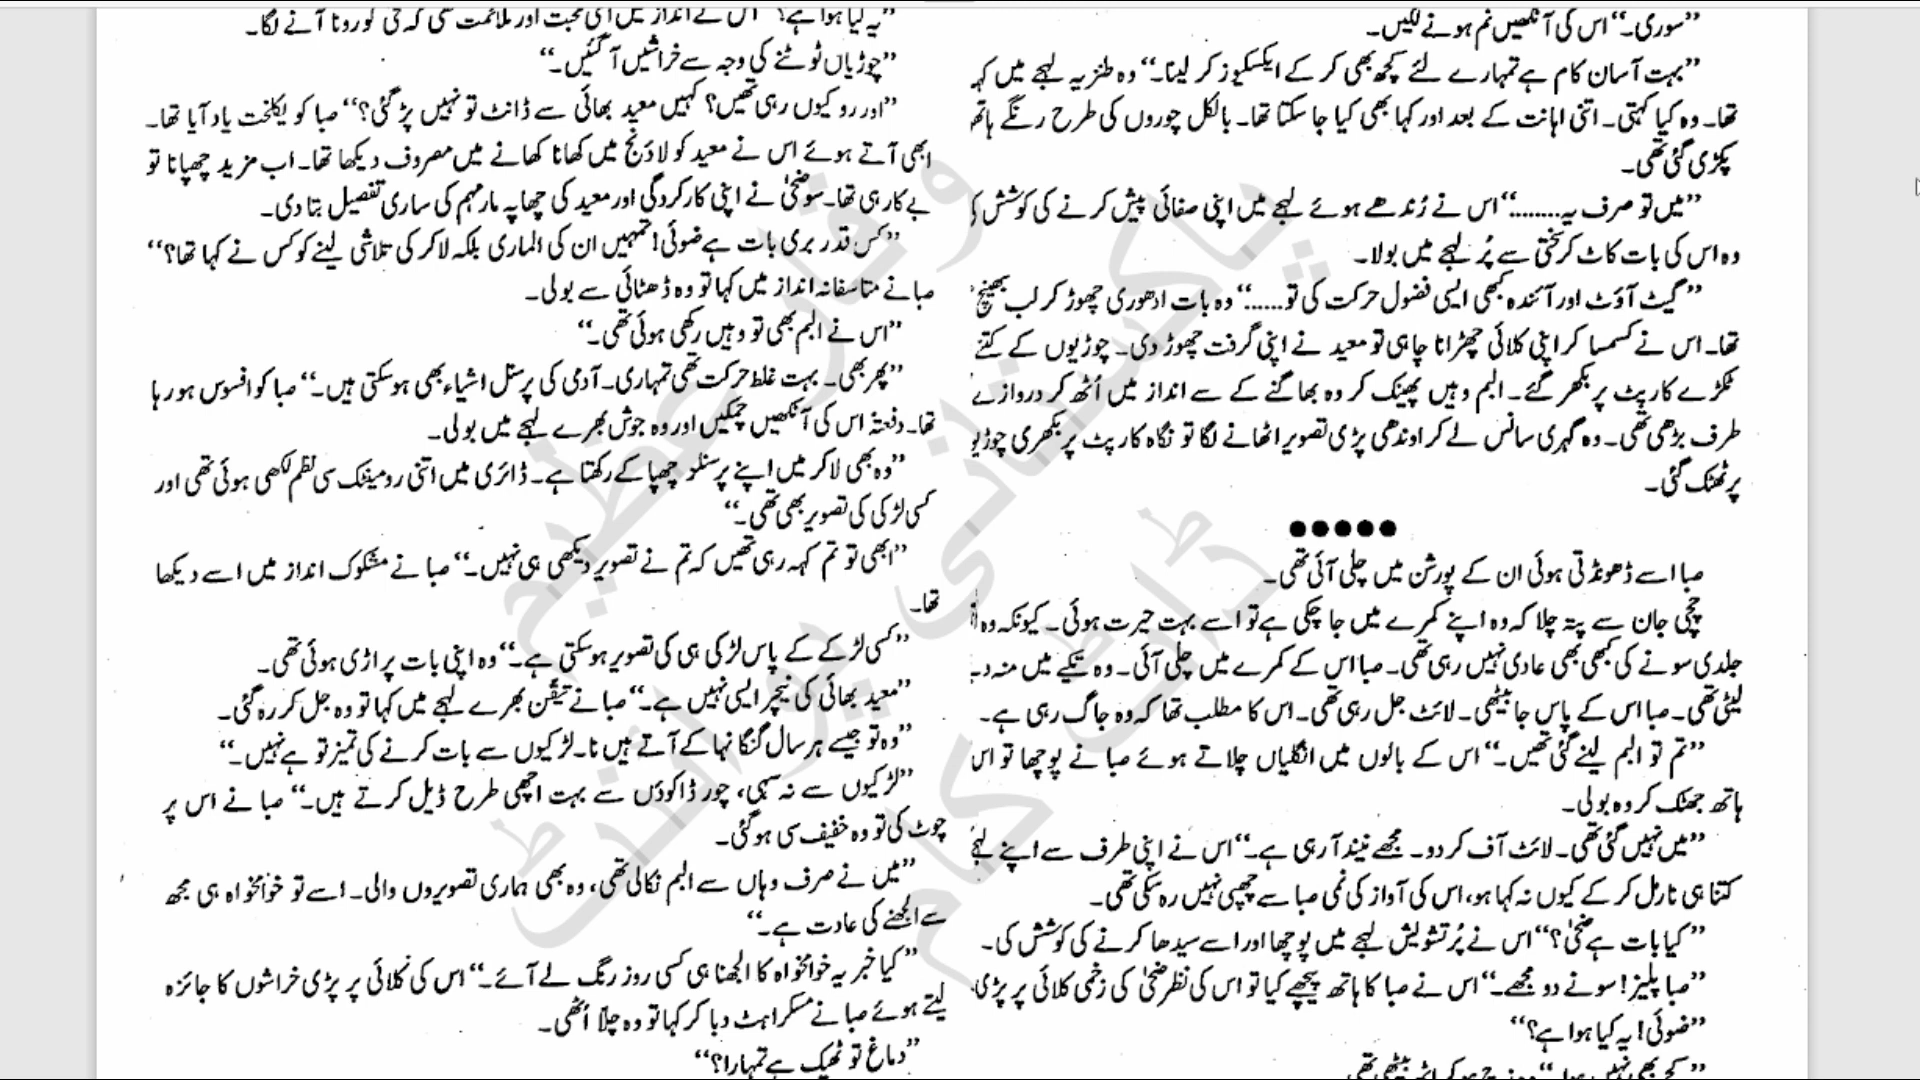 ”سوری۔“ اس کی آنکھیں نم ہونے لگیں۔
”بہت آسان کام ہے تمہارے لئے کچھ بھی کر کے ایکسکیوز کر لینا۔“ وہ طنزیہ لہجے میں کہہ
تھا۔ وہ کیا کہتی۔ اتنی اہانت کے بعد اور کہا بھی کیا جا سکتا تھا۔ بالکل چوروں کی طرح رنگے ہاتھ
پکڑی گئی تھی۔
”میں تو صرف یہ........“ اس نے رُندھے ہوئے لہجے میں اپنی صفائی پیش کرنے کی کوشش
وہ اس کی بات کاٹ کر سختی سے پُر لہجے میں بولا۔
”گیٹ آؤٹ اور آئندہ کبھی ایسی فضول حرکت کی تو......“ وہ بات ادھوری چھوڑ کر لب بھینچ
تھا۔ اس نے کسمسا کر اپنی کلائی چھڑانا چاہی تو معید نے اپنی گرفت چھوڑ دی۔ چوڑیوں کے کتنے
ٹکڑے کارپٹ پر بکھر گئے۔ البم وہیں پھینک کر وہ بھاگنے کے سے انداز میں اُٹھ کر دروازے
طرف بڑھی تھی۔ وہ گہری سانس لے کر اوندھی پڑی تصویر اٹھانے لگا تو نگاہ کارپٹ پر بکھری
پر ٹھٹک گئی۔
●●●●●
صبا اسے ڈھونڈتی ہوئی ان کے پورشن میں چلی آئی تھی۔
چچی جان سے پتہ چلا کہ وہ اپنے کمرے میں جا چکی ہے تو اسے بہت حیرت ہوئی۔ کیونکہ وہ
جلدی سونے کی کبھی بھی عادی نہیں رہی تھی۔ صبا اس کے کمرے میں چلی آئی۔ وہ تکیے میں منہ
لیٹی تھی۔ صبا اس کے پاس جا بیٹھی۔ لائٹ جل رہی تھی۔ اس کا مطلب تھا کہ وہ جاگ رہی ہے۔
”تم تو البم لینے گئی تھیں۔“ اس کے بالوں میں انگلیاں چلاتے ہوئے صبا نے پوچھا تو اس
ہاتھ جھٹک کر وہ بولی۔
”میں نہیں گئی تھی۔ لائٹ آف کر دو۔ مجھے نیند آ رہی ہے۔“ اس نے اپنی طرف سے اپنے لہجے
کتنا ہی نارمل کر کے کیوں نہ کہا ہو، اس کی آواز کی نمی صبا سے چھپی نہیں رہ سکی تھی۔
”کیا بات ہے ضحیٰ؟“ اس نے پُر تشویش لہجے میں پوچھا اور اسے سیدھا کرنے کی کوشش کی۔
”صبا پلیز! سونے دو مجھے۔“ اس نے صبا کا ہاتھ پیچھے کیا تو اس کی نظر ضحیٰ کی زخمی کلائی پر پڑی۔
”ضوئی! یہ کیا ہوا ہے؟“
”یہ کیا ہوا ہے؟“ اس کے انداز میں اتنی محبت اور ملائمت تھی کہ ضحیٰ کو رونا آنے لگا۔
”چوڑیاں ٹوٹنے کی وجہ سے خراشیں آ گئیں۔“
”اور رو کیوں رہی تھیں؟ کہیں معید بھائی سے ڈانٹ تو نہیں پڑ گئی؟“ صبا کو یکلخت یاد آیا تھا۔
ابھی آتے ہوئے اس نے معید کو لاؤنج میں کھانا کھانے میں مصروف دیکھا تھا۔ اب مزید چھپانا تو
بے کار ہی تھا۔ سو ضحیٰ نے اپنی کارکردگی اور معید کی چھاپہ مار مہم کی ساری تفصیل بتا دی۔
”کس قدر بری بات ہے ضوئی! تمہیں ان کی الماری بلکہ لاکر کی تلاشی لینے کو کس نے کہا تھا؟“
صبا نے متاسفانہ انداز میں کہا تو وہ ڈھٹائی سے بولی۔
”اس نے البم بھی تو وہیں رکھی ہوئی تھی۔“
”پھر بھی۔ بہت غلط حرکت تھی تمہاری۔ آدمی کی پرسنل اشیاء بھی ہو سکتی ہیں۔“ صبا کو افسوس ہو رہا
تھا۔ دفعتہً اس کی آنکھیں چمکیں اور وہ جوش بھرے لہجے میں بولی۔
”وہ بھی لاکر میں اپنے پرسنلو چھپا کے رکھتا ہے۔ ڈائری میں اتنی رومینٹک سی نظم لکھی ہوئی تھی اور
کسی لڑکی کی تصویر بھی تھی۔“
”ابھی تو تم کہہ رہی تھیں کہ تم نے تصویر دیکھی ہی نہیں۔“ صبا نے مشکوک انداز میں اسے دیکھا
تھا۔
”کسی لڑکے کے پاس لڑکی ہی کی تصویر ہو سکتی ہے۔“ وہ اپنی بات پر اڑی ہوئی تھی۔
”معید بھائی کی نیچر ایسی نہیں ہے۔“ صبا نے تیقّن بھرے لہجے میں کہا تو وہ جل کر رہ گئی۔
”وہ تو جیسے ہر سال گنگا نہا کے آتے ہیں نا۔ لڑکیوں سے بات کرنے کی تمیز تو ہے نہیں۔“
”لڑکیوں سے نہ سہی، چور ڈاکوؤں سے بہت اچھی طرح ڈیل کرتے ہیں۔“ صبا نے اس پر
چوٹ کی تو وہ خفیف سی ہو گئی۔
”میں نے صرف وہاں سے البم نکالی تھی، وہ بھی ہماری تصویروں والی۔ اسے تو خوامخواہ ہی مجھ
سے الجھنے کی عادت ہے۔“
”کیا خبر یہ خوامخواہ کا الجھنا ہی کسی روز رنگ لے آئے۔“ اس کی کلائی پر پڑی خراشوں کا جائزہ
لیتے ہوئے صبا نے مسکراہٹ دبا کر کہا تو وہ چلّا اُٹھی۔
”دماغ تو ٹھیک ہے تمہارا؟“